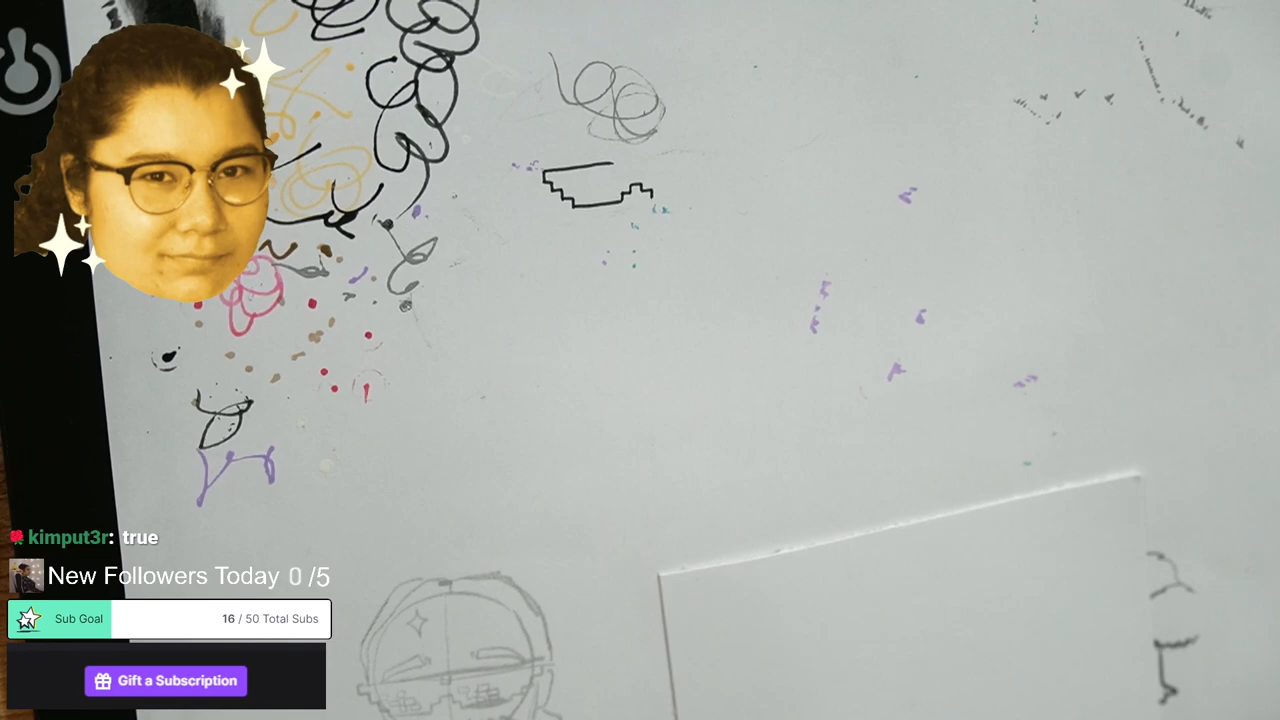 kimput3r: true
New Followers Today 0 /5
Sub Goal 16 / 50 Total Subs
Gift a Subscription